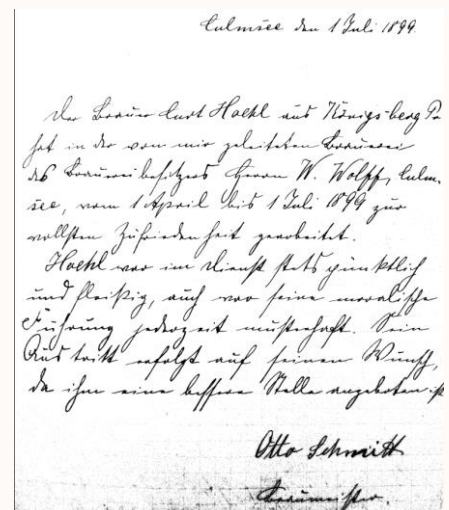 Culmsee den 1 Juli 1899.
Der Brauer Curt Hackl aus Königsberg Pr
hat in der von mir geleiteten Brauerei
des Brauereibesitzers Herrn W. Wolff, Culm-
see, vom 1 April bis 1 Juli 1899 zur
vollsten Zufriedenheit gearbeitet.
Hackl war im Dienst stets pünktlich
und fleißig, auch war seine moralische
Führung jederzeit musterhaft. Sein
Austritt erfolgt auf seinen Wunsch,
da ihm eine bessere Stelle angeboten ist
Otto Schmitt
Braumeister.